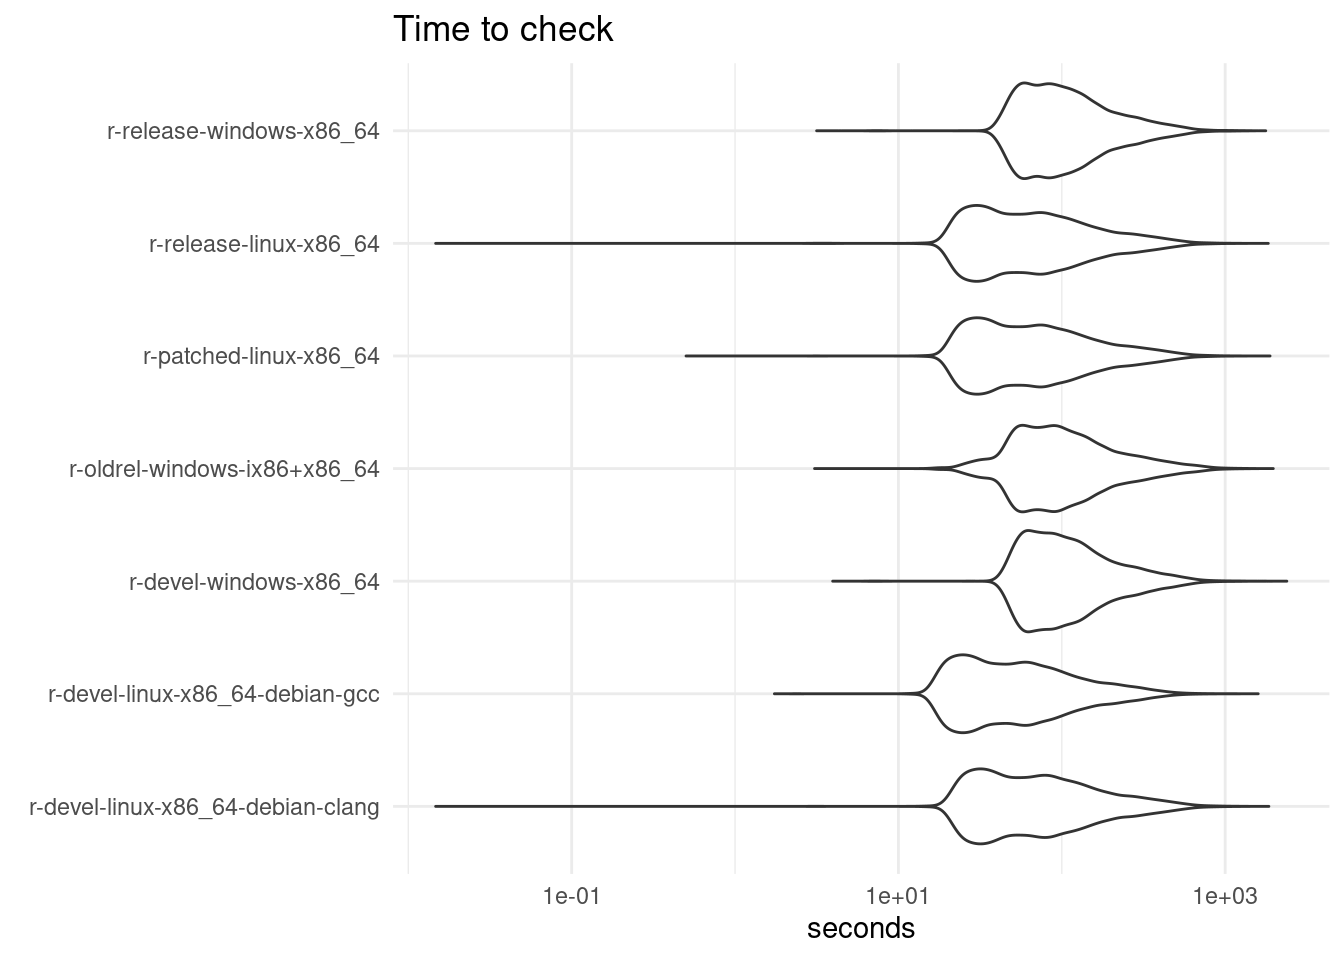 Time to check
r-release-windows-x86_64
r-release-linux-x86_64
r-patched-linux-x86_64
r-oldrel-windows-ix86+x86_64
r-devel-windows-x86_64
r-devel-linux-x86_64-debian-gcc
r-devel-linux-x86_64-debian-clang
1e-01 1e+01 1e+03
seconds